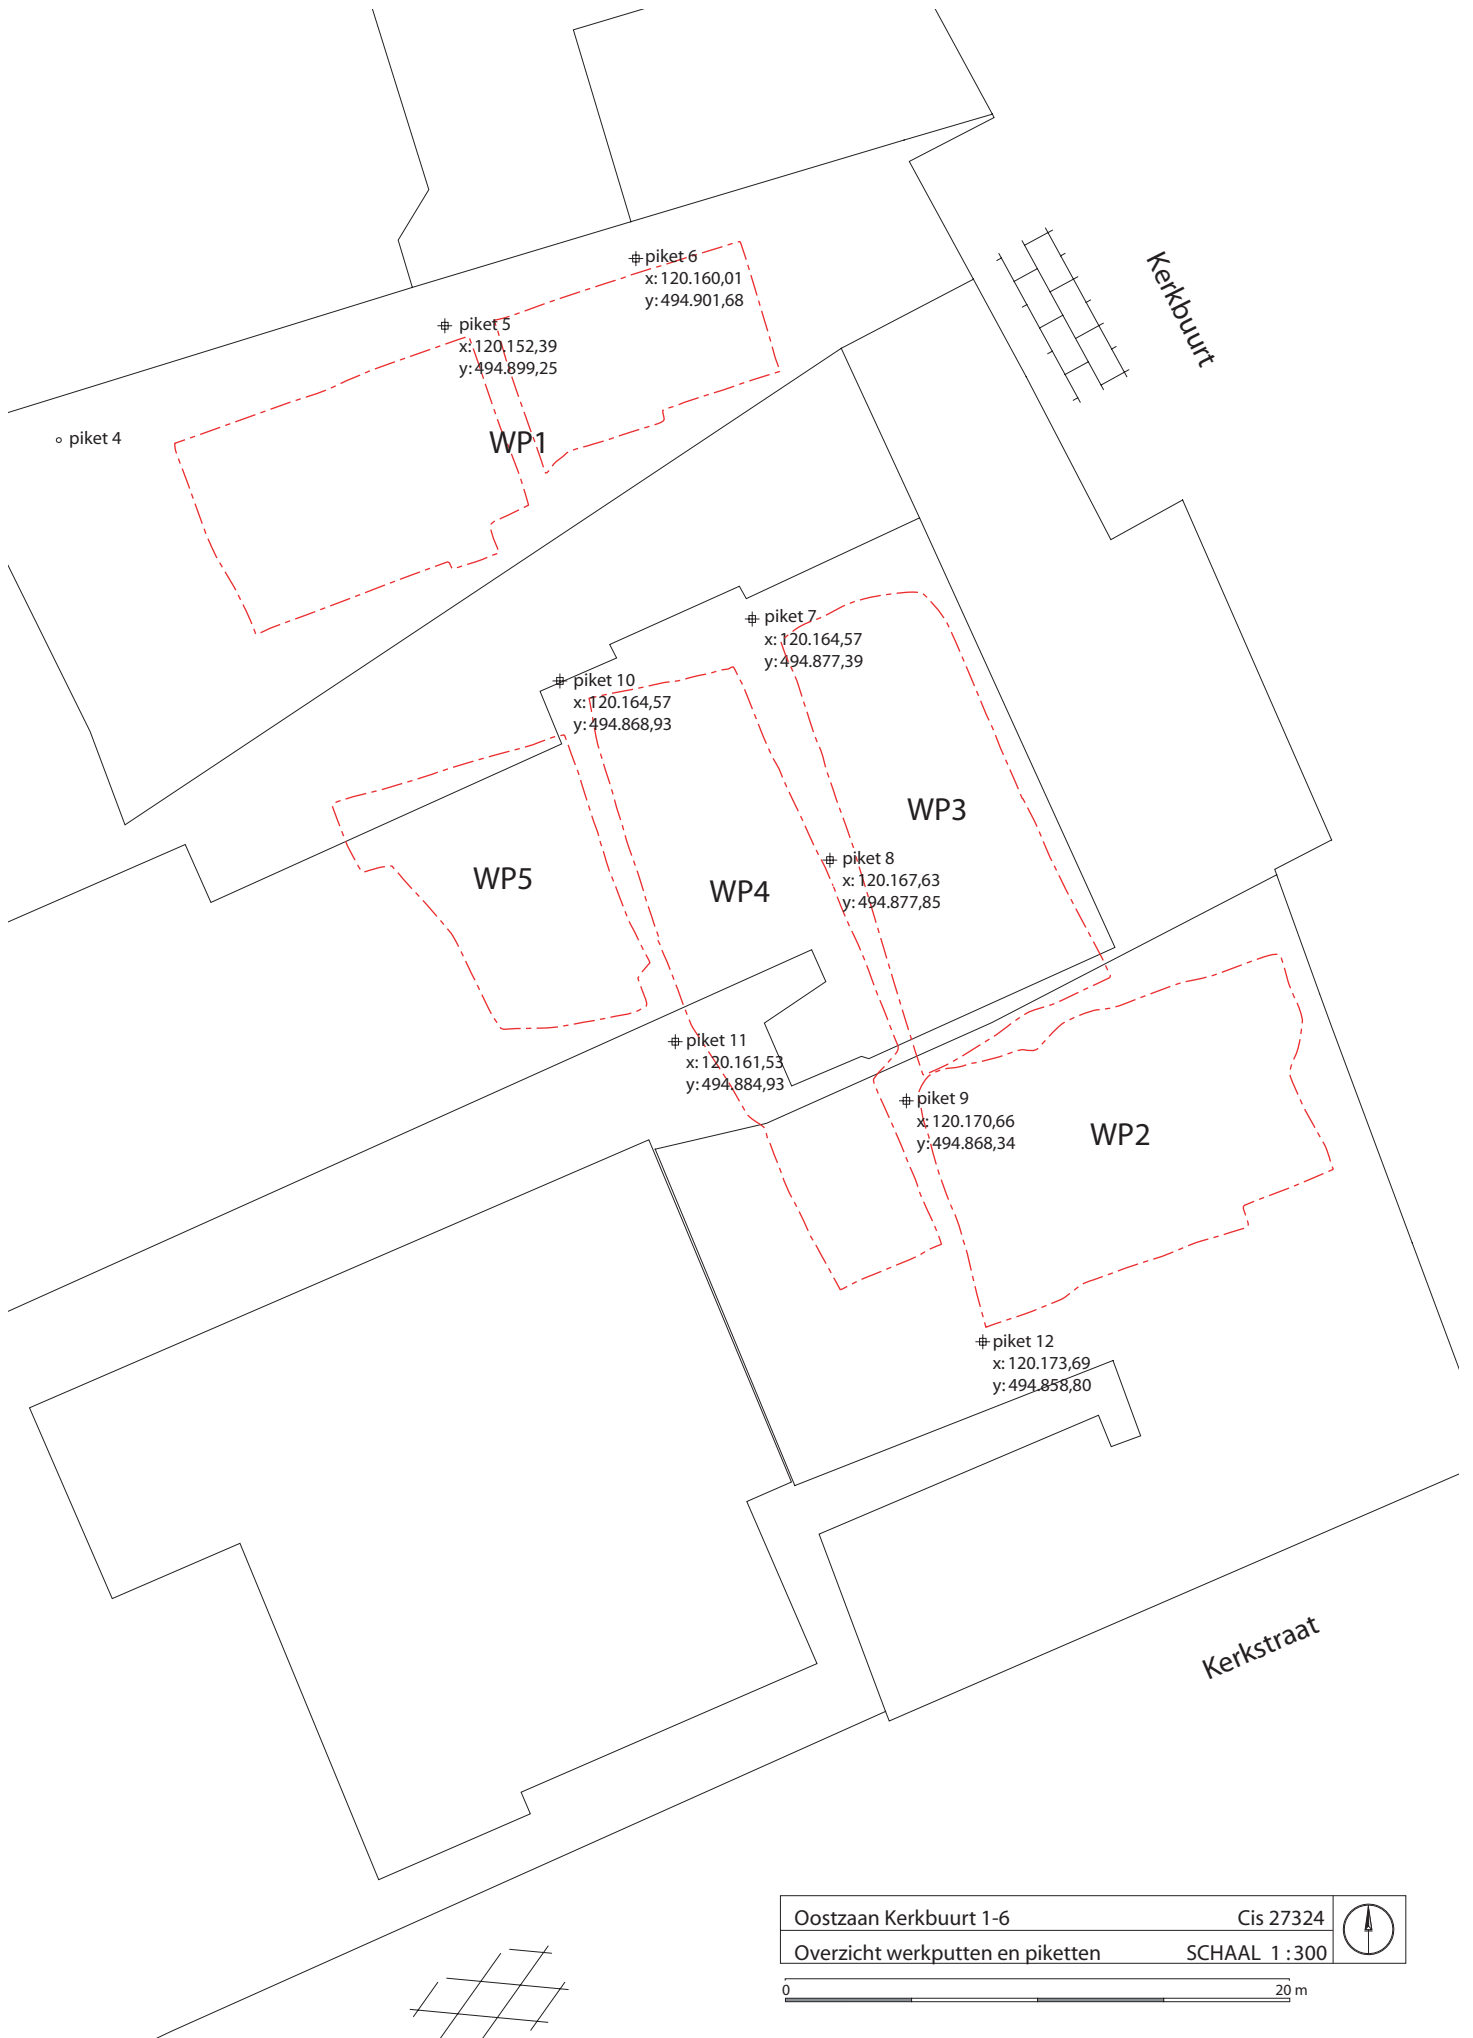 Kerkbuurt
piket 6
x: 120.160,01
y: 494.901,68
piket 5
x: 120.152,39
y: 494.899,25
piket 4
WP1
piket 7
x: 120.164,57
y: 494.877,39
piket 10
x: 120.164,57
y: 494.868,93
WP3
piket 8
x: 120.167,63
y: 494.877,85
WP5
WP4
piket 11
x: 120.161,53
y: 494.884,93
piket 9
x: 120.170,66
y: 494.868,34
WP2
piket 12
x: 120.173,69
y: 494.858,80
Kerkstraat
Oostzaan Kerkbuurt 1-6 Cis 27324
Overzicht werkputten en piketten SCHAAL 1 : 300
0 20 m